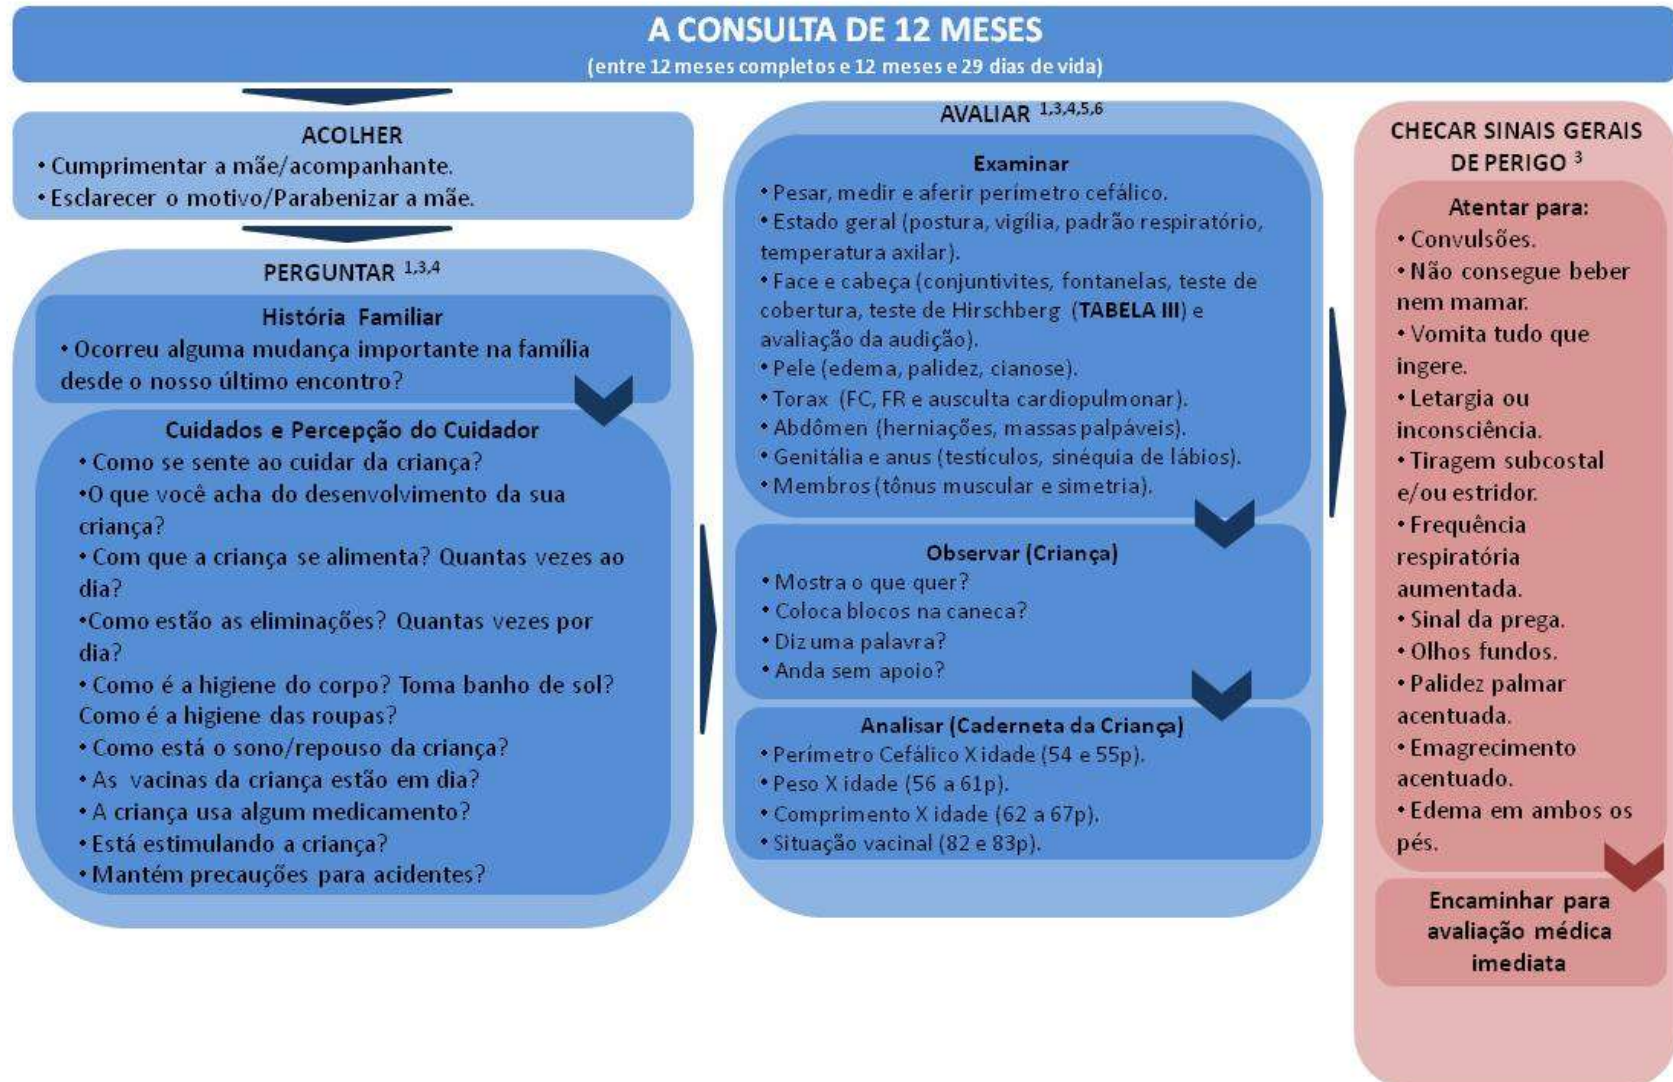 A CONSULTA DE 12 MESES
(entre 12 meses completos e 12 meses e 29 dias de vida)
ACOLHER
• Cumprimentar a mãe/acompanhante.
• Esclarecer o motivo/Parabenizar a mãe.
PERGUNTAR 1,3,4
História Familiar
• Ocorreu alguma mudança importante na família
desde o nosso último encontro?
Cuidados e Percepção do Cuidador
• Como se sente ao cuidar da criança?
•O que você acha do desenvolvimento da sua
criança?
• Com que a criança se alimenta? Quantas vezes ao
dia?
•Como estão as eliminações? Quantas vezes por
dia?
• Como é a higiene do corpo? Toma banho de sol?
Como é a higiene das roupas?
• Como está o sono/repouso da criança?
• As vacinas da criança estão em dia?
• A criança usa algum medicamento?
• Está estimulando a criança?
• Mantém precauções para acidentes?
AVALIAR 1,3,4,5,6
Examinar
• Pesar, medir e aferir perímetro cefálico.
• Estado geral (postura, vigília, padrão respiratório,
temperatura axilar).
• Face e cabeça (conjuntivites, fontanelas, teste de
cobertura, teste de Hirschberg (TABELA III) e
avaliação da audição).
• Pele (edema, palidez, cianose).
• Torax (FC, FR e ausculta cardiopulmonar).
• Abdômen (herniações, massas palpáveis).
• Genitália e anus (testículos, sinéquia de lábios).
• Membros (tônus muscular e simetria).
Observar (Criança)
• Mostra o que quer?
• Coloca blocos na caneca?
• Diz uma palavra?
• Anda sem apoio?
Analisar (Caderneta da Criança)
• Perímetro Cefálico X idade (54 e 55p).
• Peso X idade (56 a 61p).
• Comprimento X idade (62 a 67p).
• Situação vacinal (82 e 83p).
CHECAR SINAIS GERAIS
DE PERIGO 3
Atentar para:
• Convulsões.
• Não consegue beber
nem mamar.
• Vomita tudo que
ingere.
• Letargia ou
inconsciência.
• Tiragem subcostal
e/ou estridor.
• Frequência
respiratória
aumentada.
• Sinal da prega.
• Olhos fundos.
• Palidez palmar
acentuada.
• Emagrecimento
acentuado.
• Edema em ambos os
pés.
Encaminhar para
avaliação médica
imediata